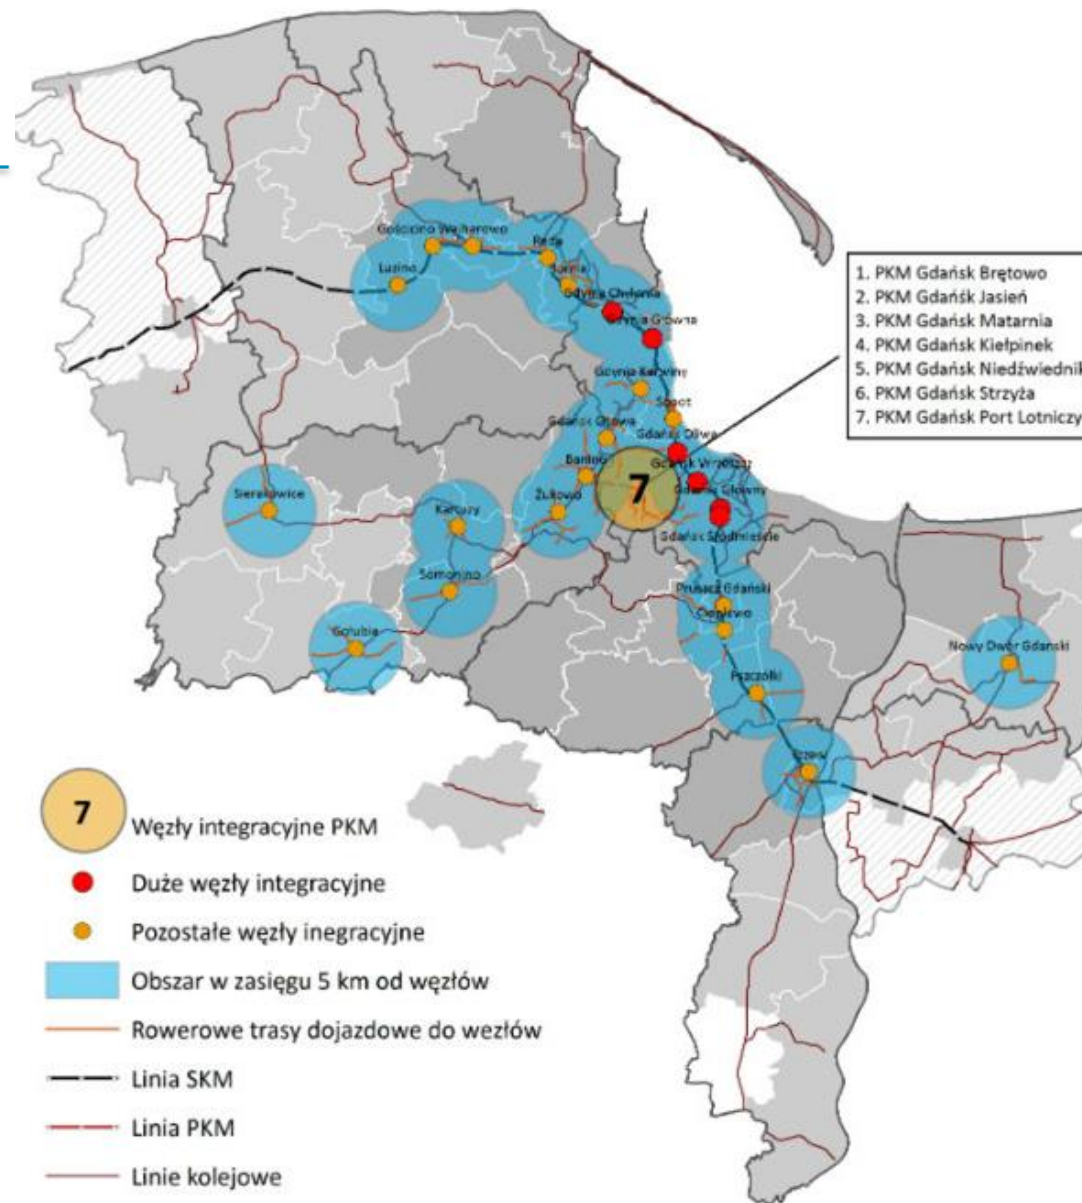 Gościcino Wejherowo
Reda
Luzino
Rumia
Gdynia Chylonia
Gdynia Główna
1. PKM Gdańsk Brętowo
2. PKM Gdańśk Jasień
3. PKM Gdańsk Matarnia
4. PKM Gdańsk Kiełpinek
5. PKM Gdańsk Niedźwiednik
6. PKM Gdańsk Strzyża
7. PKM Gdańsk Port Lotniczy
Gdynia Karwiny
Sopot
Gdańsk Osowa
Gdańsk Oliwa
Gdańsk Wrzeszcz
7
Sierakowice
Żukowo
Gdańsk Główny
Kartuzy
Gdańsk Śródmieście
Somonino
Pruszcz Gdański
Cieplewo
Gołubie
Nowy Dwór Gdański
Pszczółki
Tczew
7
Węzły integracyjne PKM
Duże węzły integracyjne
Pozostałe węzły inegracyjne
Obszar w zasięgu 5 km od węzłów
Rowerowe trasy dojazdowe do wezłów
Linia SKM
Linia PKM
Linie kolejowe